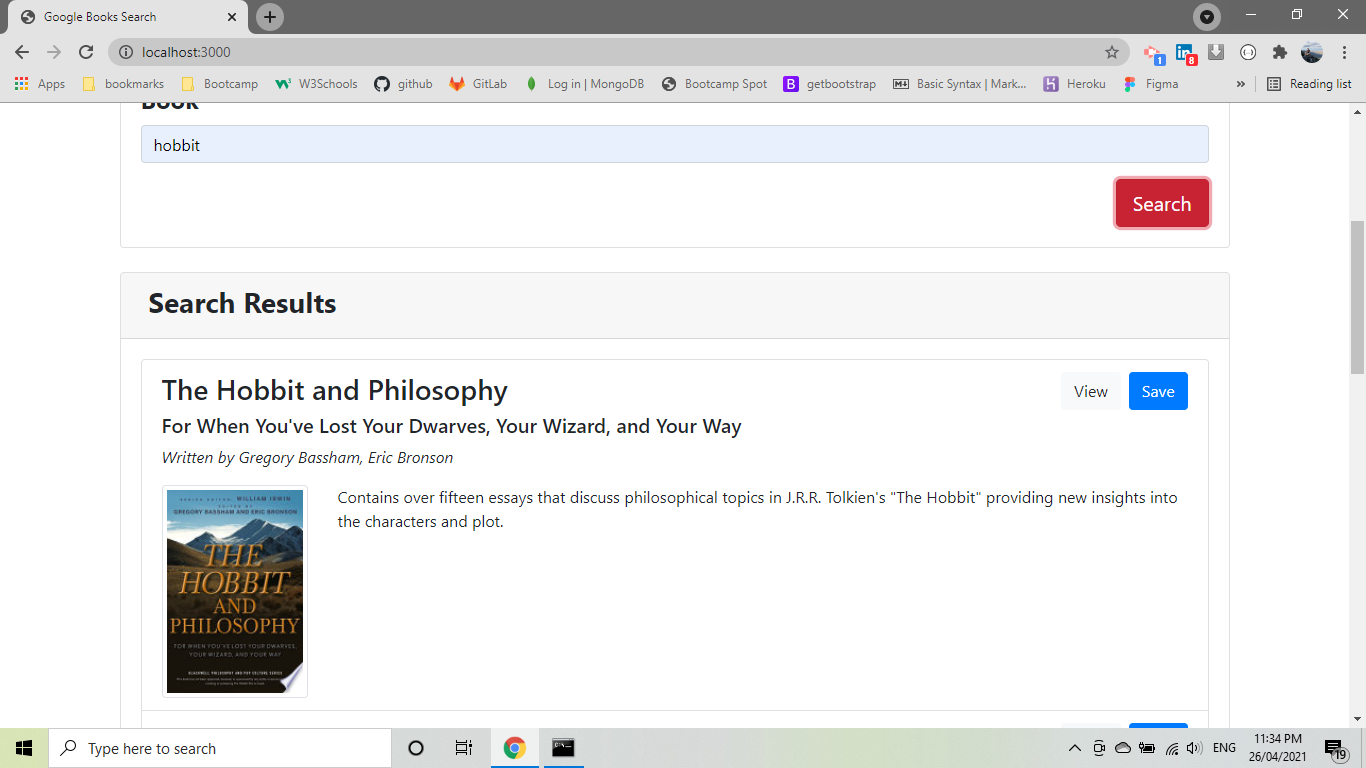 Google Books Search
localhost:3000
1
8
Apps
bookmarks
Bootcamp
W3Schools
github
GitLab
Log in | MongoDB
Bootcamp Spot
B
getbootstrap
Basic Syntax | Mark...
Heroku
Figma
»
Reading list
Book
hobbit
Search
Search Results
The Hobbit and Philosophy
View
Save
For When You've Lost Your Dwarves, Your Wizard, and Your Way
Written by Gregory Bassham, Eric Bronson
Contains over fifteen essays that discuss philosophical topics in J.R.R. Tolkien's "The Hobbit" providing new insights into
the characters and plot.
SERIES EDITOR WILLIAM IRWIN
EDITED BY
GREGORY BASSHAM AND ERIC BRONSON
THE
HOBBIT
AND
PHILOSOPHY
FOR WHEN YOU'VE LOST YOUR DWARVES,
YOUR WIZARD, AND YOUR WAY
BLACKWELL PHILOSOPHY AND POP CULTURE SERIES
Type here to search
ENG
11:34 PM
26/04/2021
19